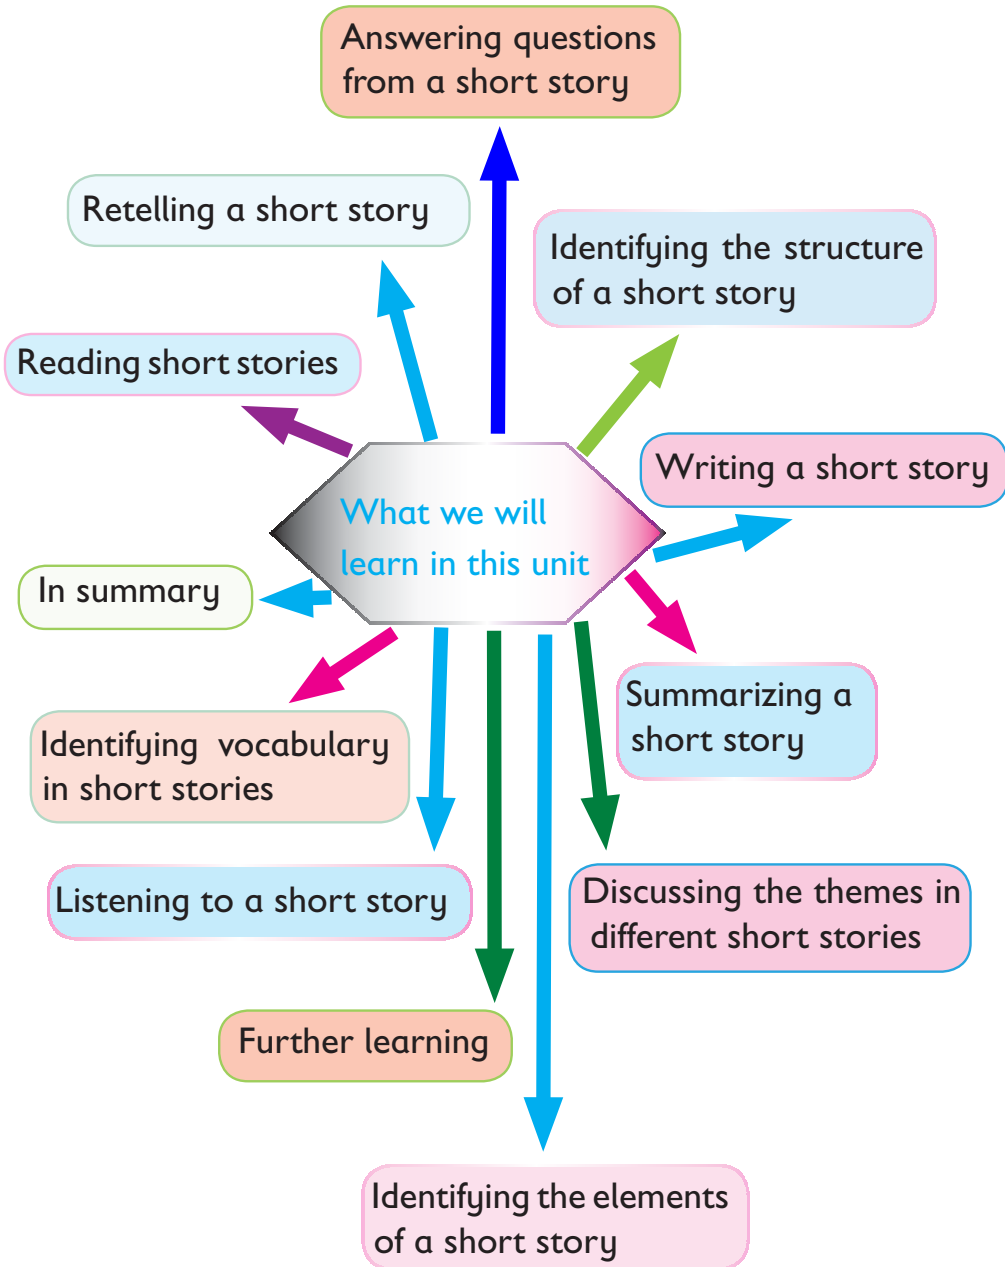 Answering questions
from a short story
Retelling a short story
Identifying the structure
of a short story
Reading short stories
Writing a short story
What we will
learn in this unit
In summary
Summarizing a
short story
Identifying vocabulary
in short stories
Listening to a short story
Discussing the themes in
different short stories
Further learning
Identifying the elements
of a short story